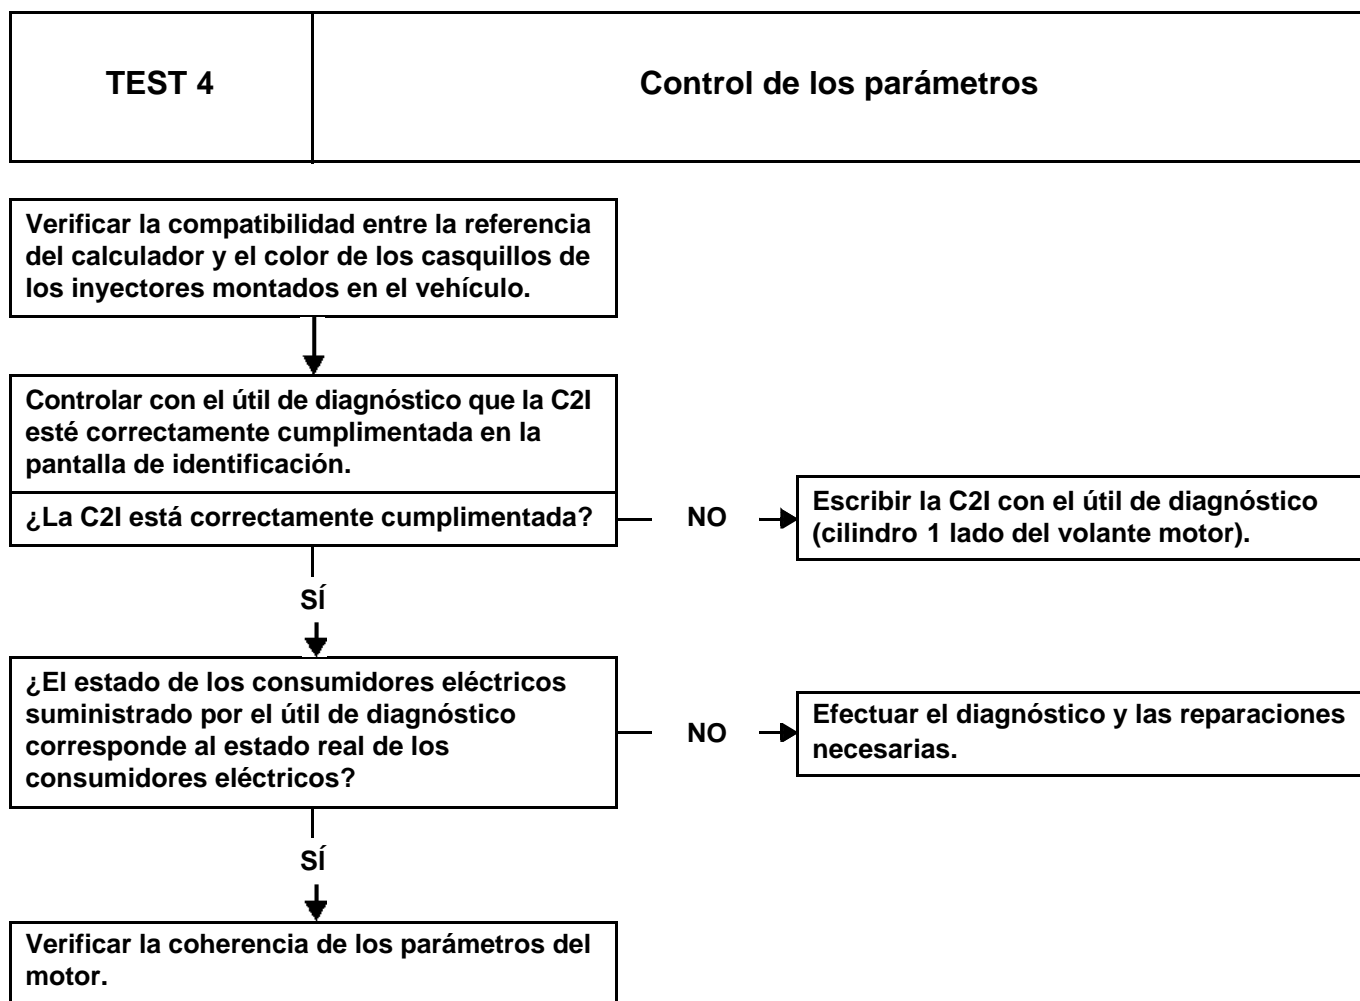 TEST 4
Control de los parámetros
Verificar la compatibilidad entre la referencia
del calculador y el color de los casquillos de
los inyectores montados en el vehículo.
Controlar con el útil de diagnóstico que la C2I
esté correctamente cumplimentada en la
pantalla de identificación.
¿La C2I está correctamente cumplimentada?
NO
Escribir la C2I con el útil de diagnóstico
(cilindro 1 lado del volante motor).
SÍ
¿El estado de los consumidores eléctricos
suministrado por el útil de diagnóstico
corresponde al estado real de los
consumidores eléctricos?
NO
Efectuar el diagnóstico y las reparaciones
necesarias.
SÍ
Verificar la coherencia de los parámetros del
motor.